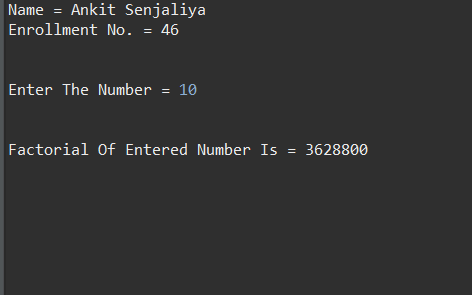 Name = Ankit Senjaliya
Enrollment No. = 46
Enter The Number = 10
Factorial Of Entered Number Is = 3628800